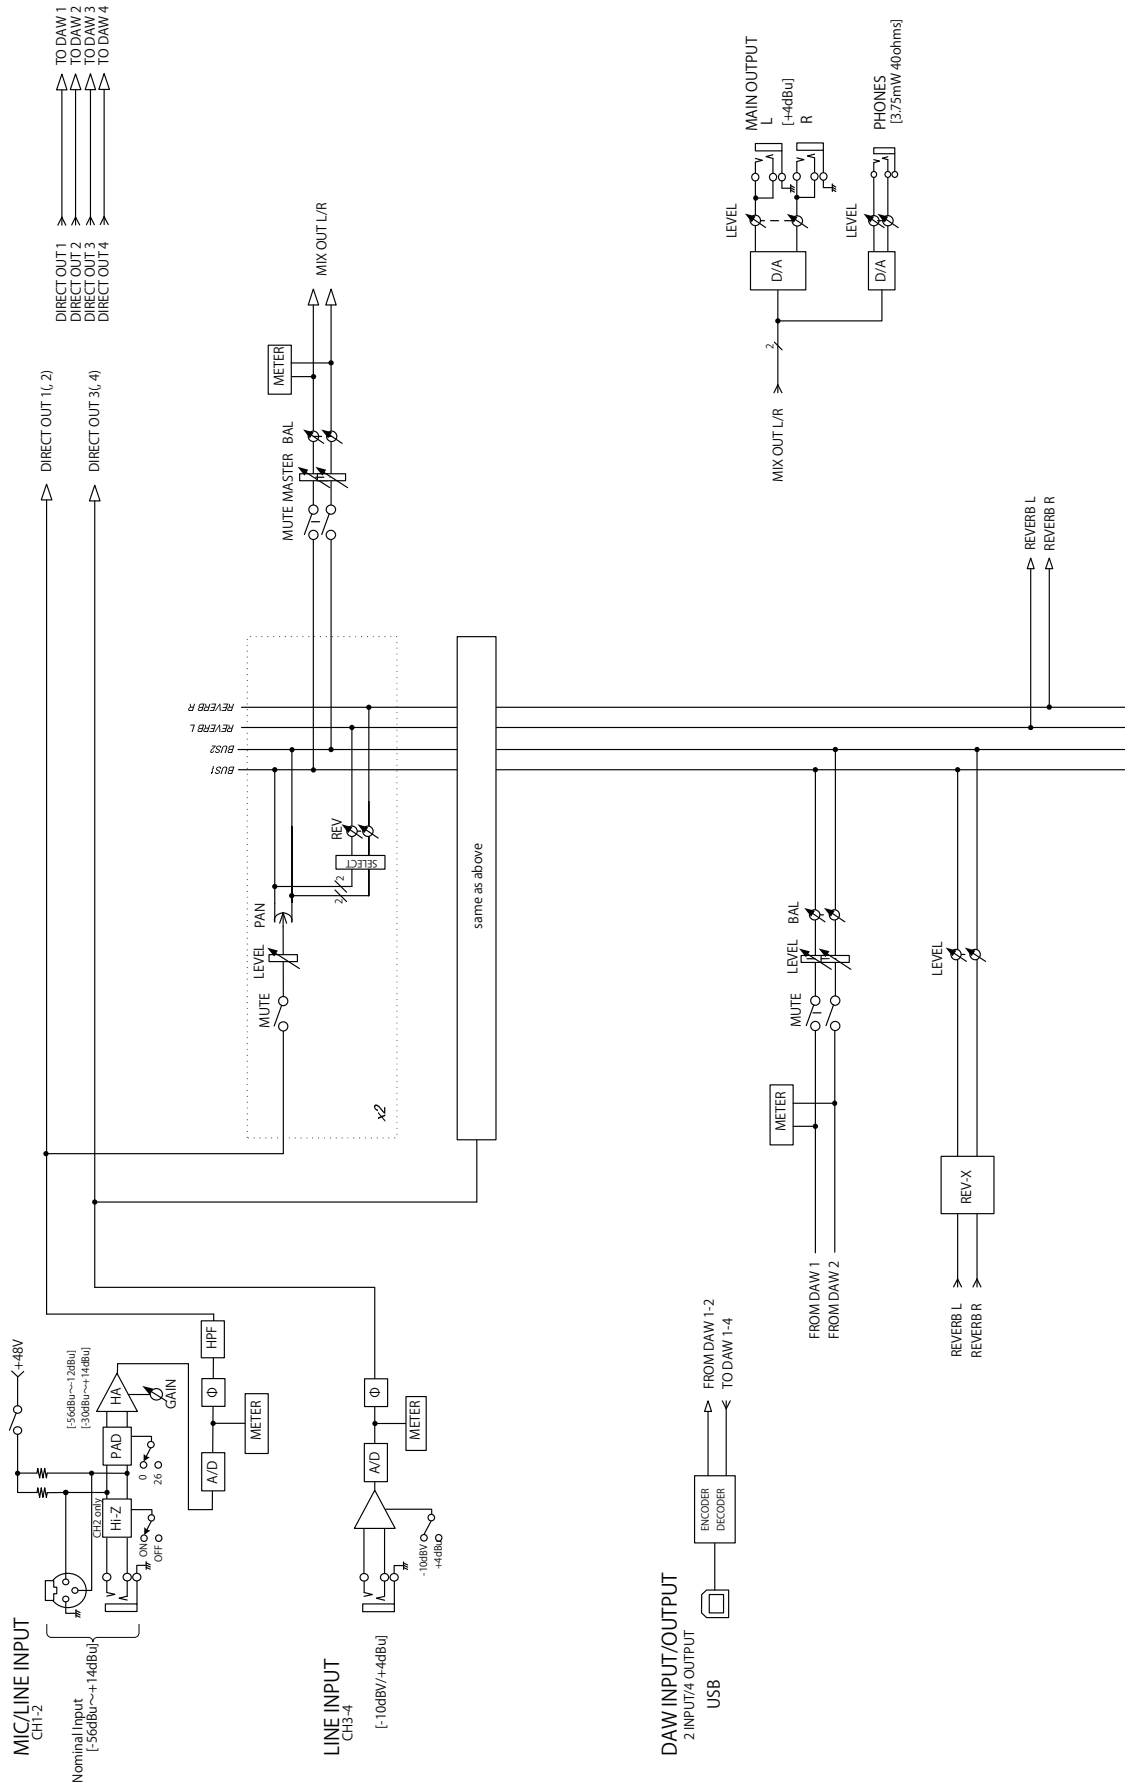 MIC/LINE INPUT
CH1-2
Nominal Input
[-56dBu～+14dBu]
+48V
CH2 only
Hi-Z
ON
OFF
PAD
0
26
[-56dBu～-12dBu]
[-30dBu～+14dBu]
HA
GAIN
A/D
Φ
HPF
METER
DIRECT OUT 1(, 2)
DIRECT OUT 3(, 4)
DIRECT OUT 1
DIRECT OUT 2
DIRECT OUT 3
DIRECT OUT 4
TO DAW 1
TO DAW 2
TO DAW 3
TO DAW 4
x2
MUTE
LEVEL
PAN
2
2
SELECT
REV
BUS1
BUS2
REVERB L
REVERB R
MUTE
MASTER
BAL
METER
MIX OUT L/R
LINE INPUT
CH3-4
[-10dBV/+4dBu]
-10dBV
+4dBu
A/D
Φ
METER
same as above
DAW INPUT/OUTPUT
2 INPUT/4 OUTPUT
USB
ENCODER
DECODER
FROM DAW 1-2
TO DAW 1-4
FROM DAW 1
FROM DAW 2
METER
MUTE
LEVEL
BAL
MIX OUT L/R
2
D/A
LEVEL
MAIN OUTPUT
L
[+4dBu]
R
D/A
LEVEL
PHONES
[3.75mW 40ohms]
REVERB L
REVERB R
REV-X
LEVEL
REVERB L
REVERB R